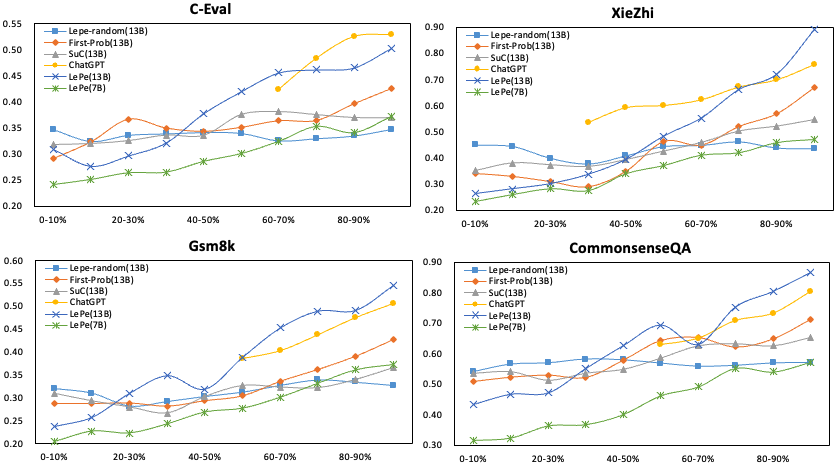 C-Eval
0.55
0.50
0.45
0.40
0.35
0.30
0.25
0.20
Lepe-random(13B)
First-Prob(13B)
SuC(13B)
ChatGPT
LePe(13B)
LePe(7B)
0-10% 20-30% 40-50% 60-70% 80-90%
XieZhi
0.90
0.80
0.70
0.60
0.50
0.40
0.30
0.20
Lepe-random(13B)
First-Prob(13B)
SuC(13B)
ChatGPT
LePe(13B)
LePe(7B)
0-10% 20-30% 40-50% 60-70% 80-90%
Gsm8k
0.60
0.55
0.50
0.45
0.40
0.35
0.30
0.25
0.20
Lepe-random(13B)
First-Prob(13B)
SuC(13B)
ChatGPT
LePe(13B)
LePe(7B)
0-10% 20-30% 40-50% 60-70% 80-90%
CommonsenseQA
0.90
0.80
0.70
0.60
0.50
0.40
0.30
Lepe-random(13B)
First-Prob(13B)
SuC(13B)
ChatGPT
LePe(13B)
LePe(7B)
0-10% 20-30% 40-50% 60-70% 80-90%